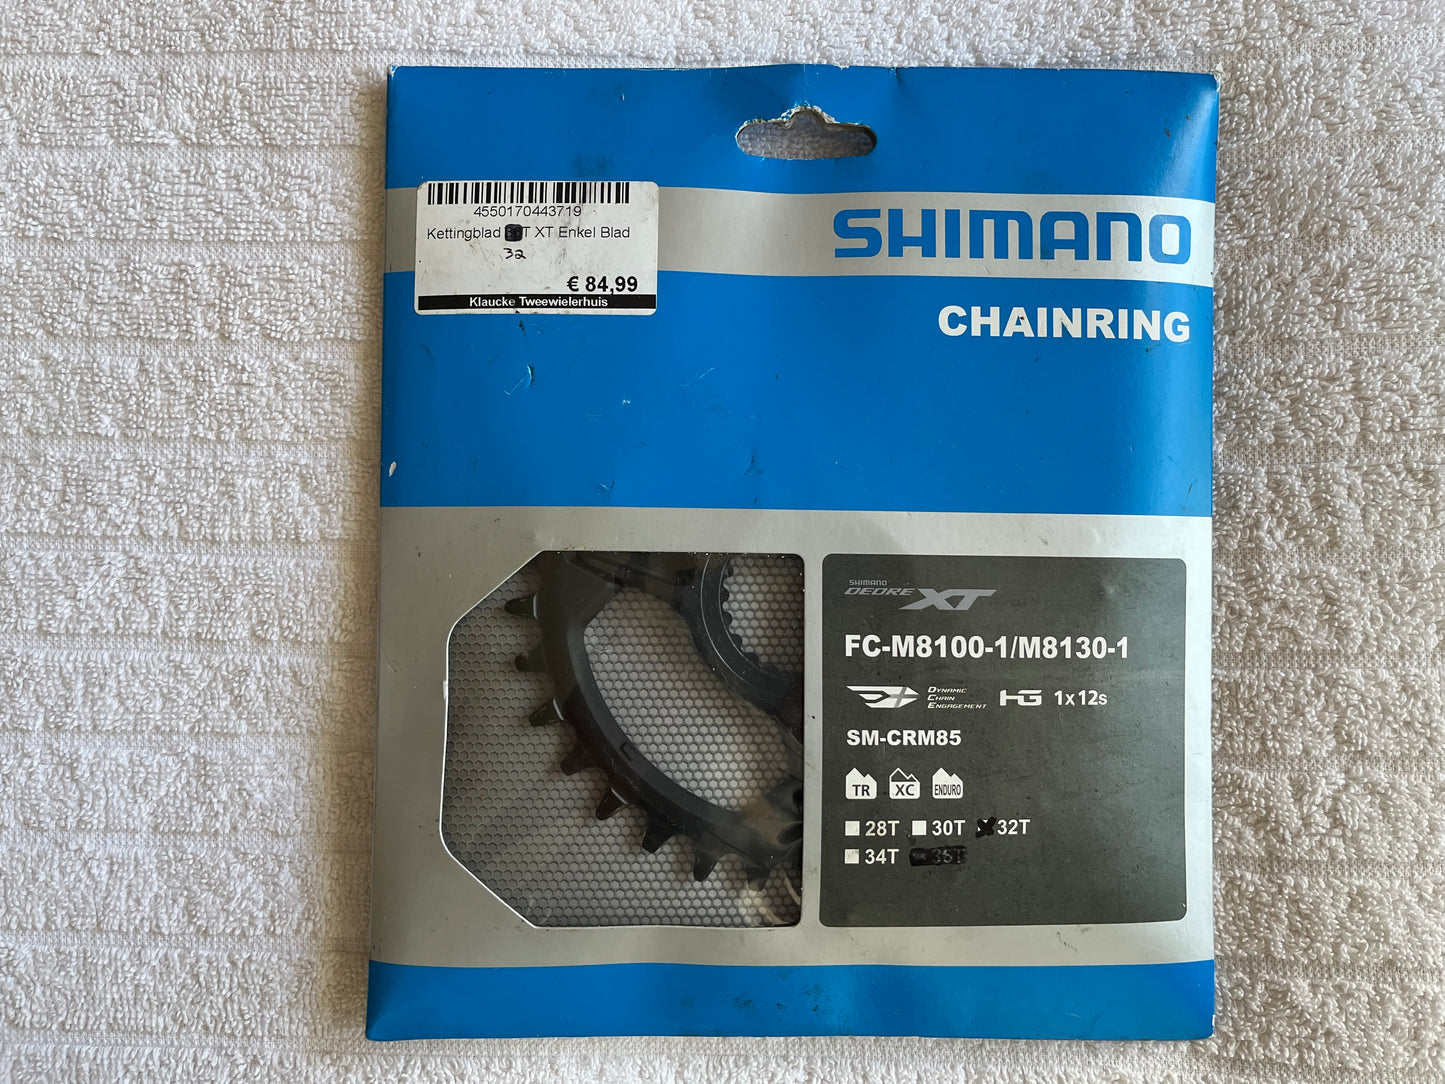 4550170443719
Kettingblad T XT Enkel Blad
32
€ 84,99
Klaucke Tweewielerhuis
SHIMANO
CHAINRING
SHIMANO
DEORE XT
FC-M8100-1/M8130-1
DYNAMIC
CHAIN
ENGAGEMENT
HG 1x12s
SM-CRM85
TR XC ENDURO
28T 30T 32T
34T